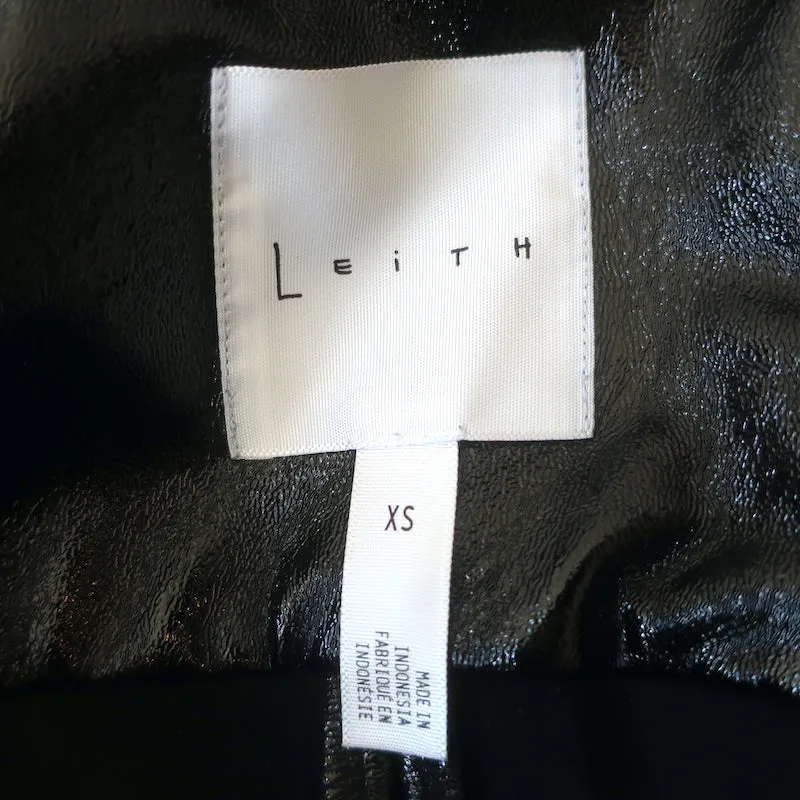 LEiTH
XS
MADE IN
INDONESIA
FABRIQUÉ EN
INDONÉSIE